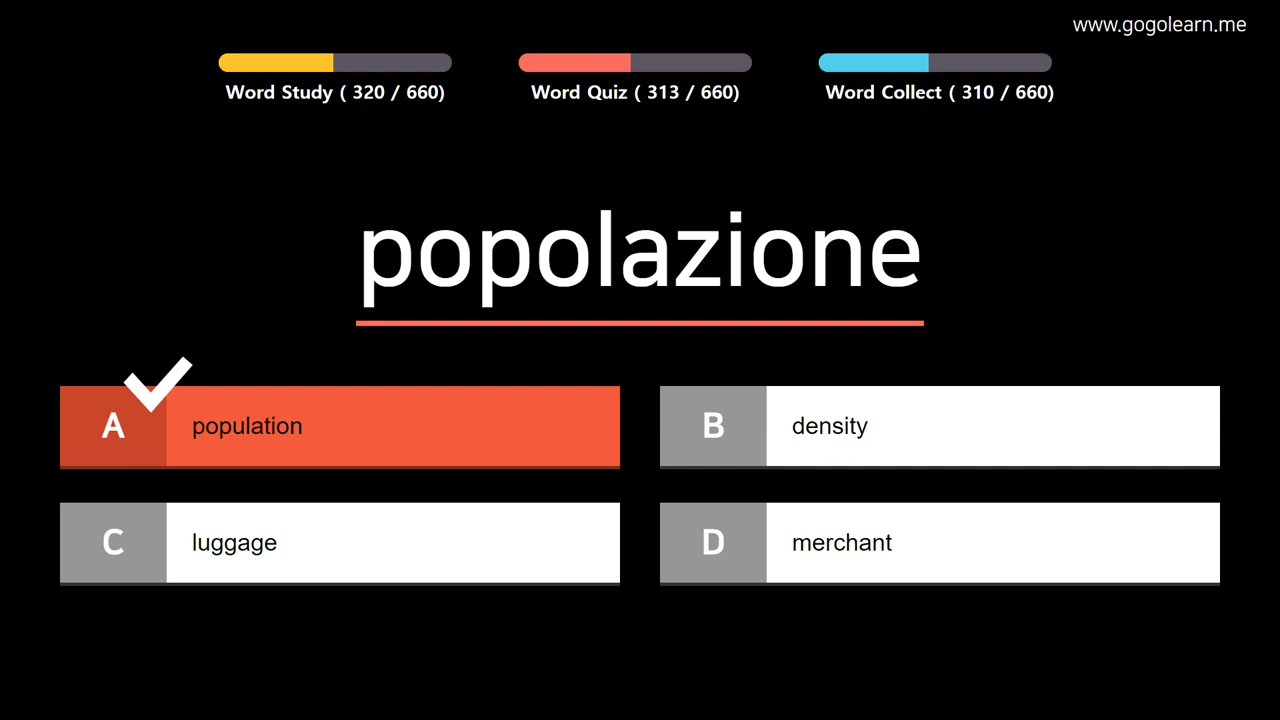 www.gogolearn.me
Word Study ( 320 / 660)
Word Quiz ( 313 / 660)
Word Collect ( 310 / 660)
popolazione
A population
B density
C luggage
D merchant